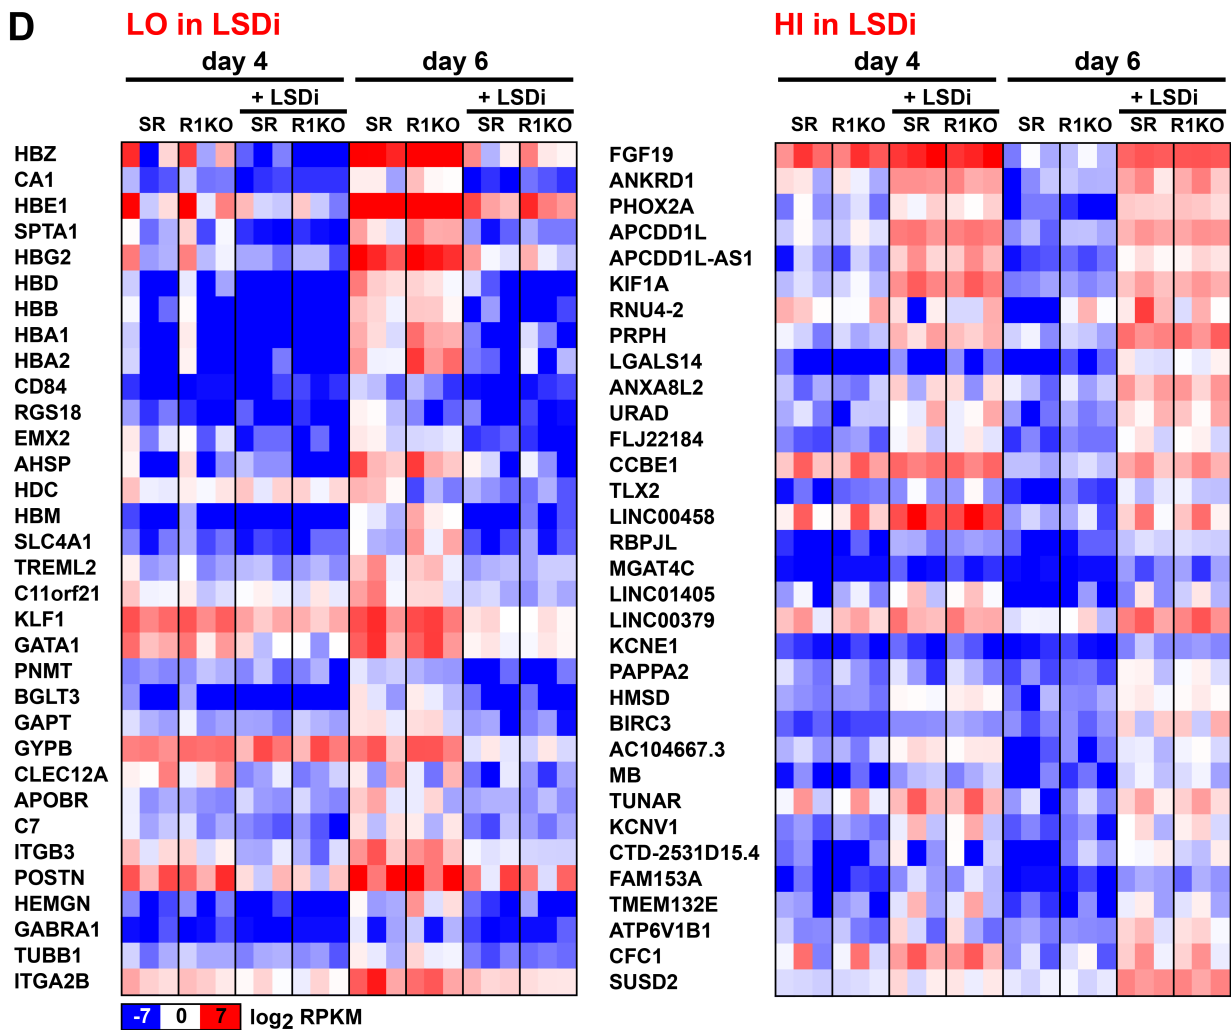 D
LO in LSDi
day 4 day 6
+ LSDi + LSDi
SR R1KO SR R1KO SR R1KO SR R1KO
HBZ
CA1
HBE1
SPTA1
HBG2
HBD
HBB
HBA1
HBA2
CD84
RGS18
EMX2
AHSP
HDC
HBM
SLC4A1
TREML2
C11orf21
KLF1
GATA1
PNMT
BGLT3
GAPT
GYPB
CLEC12A
APOBR
C7
ITGB3
POSTN
HEMGN
GABRA1
TUBB1
ITGA2B
-7 0 7 log2 RPKM
HI in LSDi
day 4 day 6
+ LSDi + LSDi
SR R1KO SR R1KO SR R1KO SR R1KO
FGF19
ANKRD1
PHOX2A
APCDD1L
APCDD1L-AS1
KIF1A
RNU4-2
PRPH
LGALS14
ANXA8L2
URAD
FLJ22184
CCBE1
TLX2
LINC00458
RBPJL
MGAT4C
LINC01405
LINC00379
KCNE1
PAPPA2
HMSD
BIRC3
AC104667.3
MB
TUNAR
KCNV1
CTD-2531D15.4
FAM153A
TMEM132E
ATP6V1B1
CFC1
SUSD2